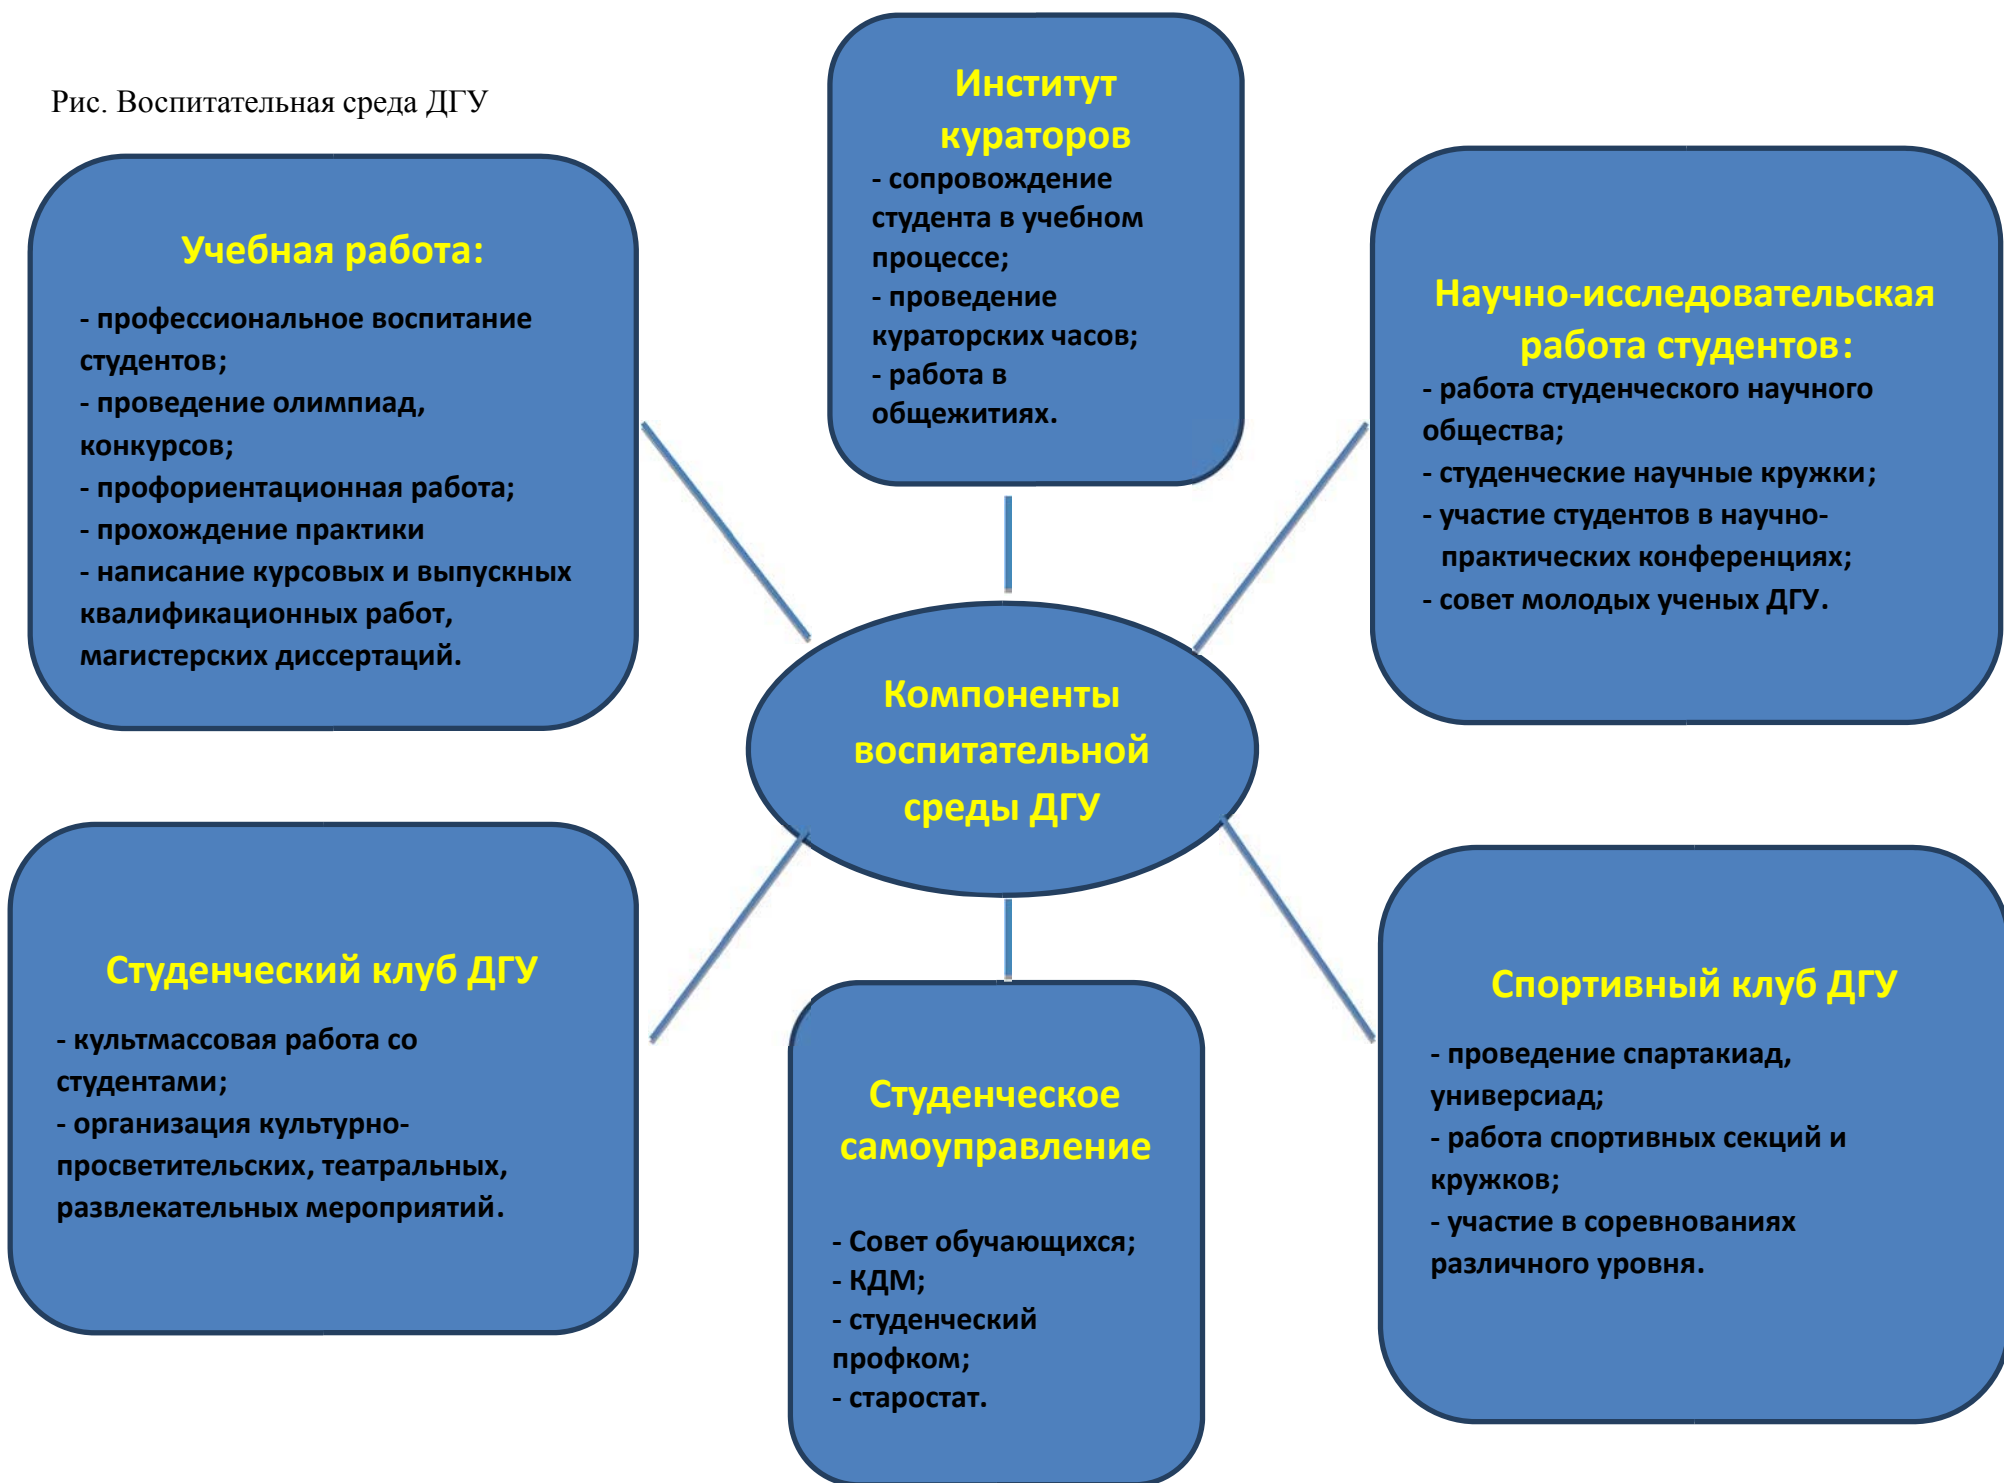 Рис. Воспитательная среда ДГУ
Институт
кураторов
- сопровождение
студента в учебном
процессе;
- проведение
кураторских часов;
- работа в
общежитиях.
Учебная работа:
- профессиональное воспитание
студентов;
- проведение олимпиад,
конкурсов;
- профориентационная работа;
- прохождение практики
- написание курсовых и выпускных
квалификационных работ,
магистерских диссертаций.
Научно-исследовательская
работа студентов:
- работа студенческого научного
общества;
- студенческие научные кружки;
- участие студентов в научно-
практических конференциях;
- совет молодых ученых ДГУ.
Компоненты
воспитательной
среды ДГУ
Студенческий клуб ДГУ
- культмассовая работа со
студентами;
- организация культурно-
просветительских, театральных,
развлекательных мероприятий.
Студенческое
самоуправление
- Совет обучающихся;
- КДМ;
- студенческий
профком;
- старостат.
Спортивный клуб ДГУ
- проведение спартакиад,
универсиад;
- работа спортивных секций и
кружков;
- участие в соревнованиях
различного уровня.